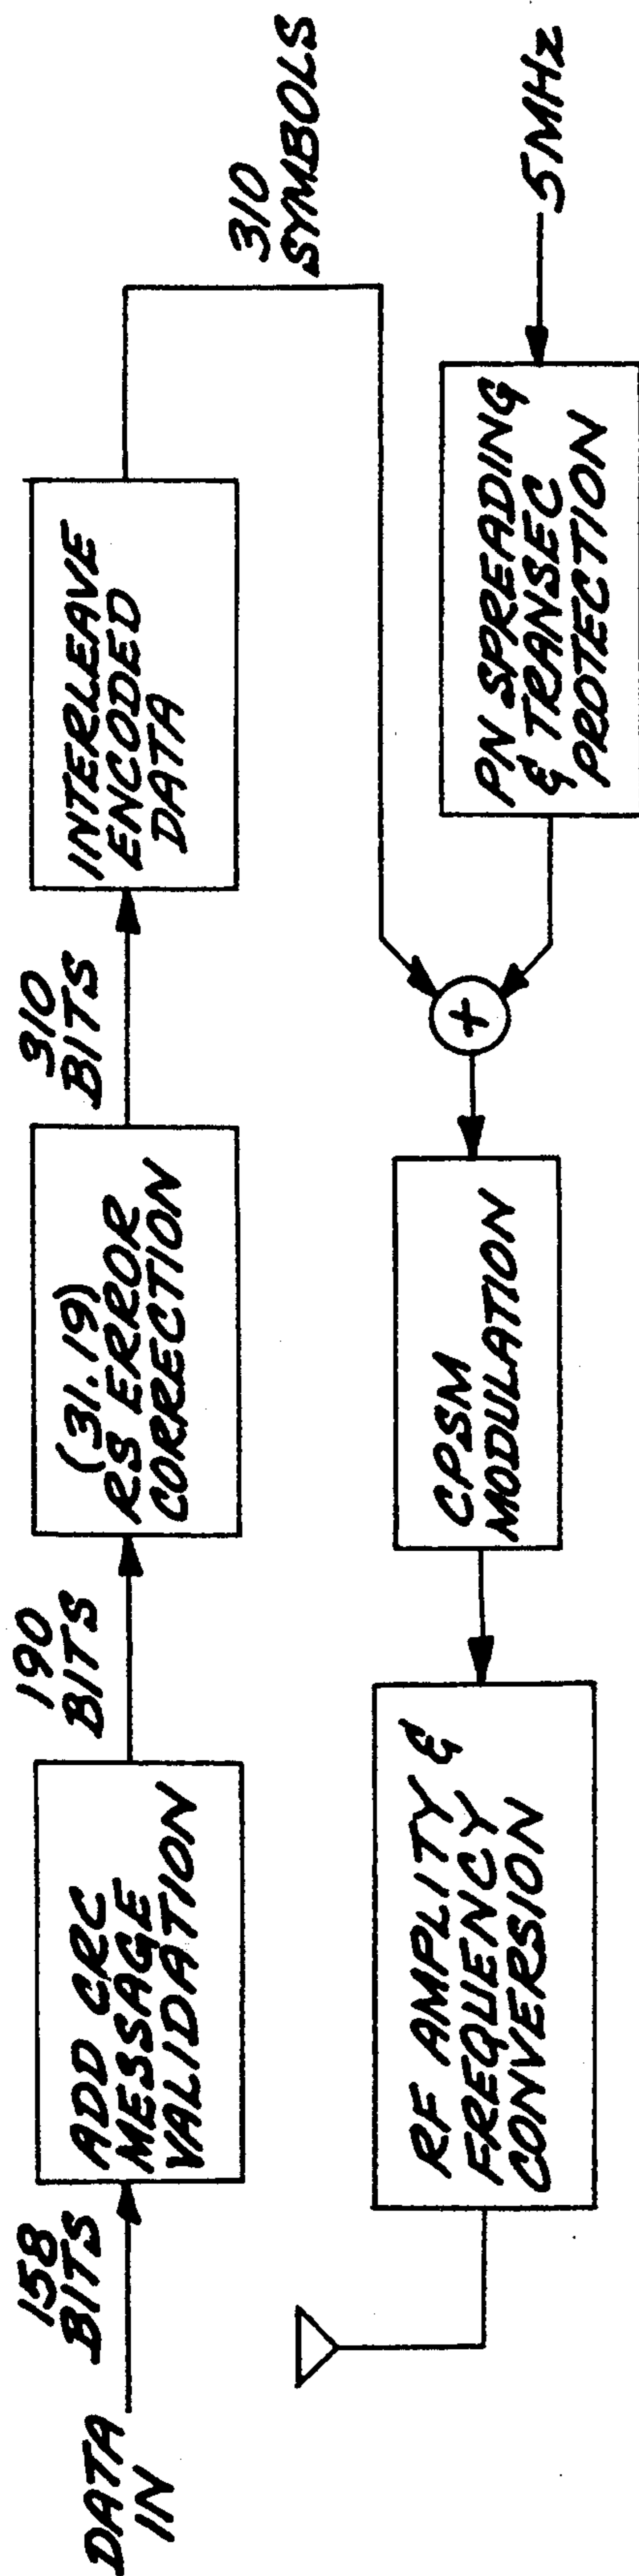 DATA
IN
158
BITS
ADD CRC
MESSAGE
VALIDATION
190
BITS
(31.19)
RS ERROR
CORRECTION
310
BITS
INTERLEAVE
ENCODED
DATA
310
SYMBOLS
5MHz
PN SPREADING
& TRANSEC
PROTECTION
+
CPSM
MODULATION
RF AMPLITY &
FREQUENCY
CONVERSION